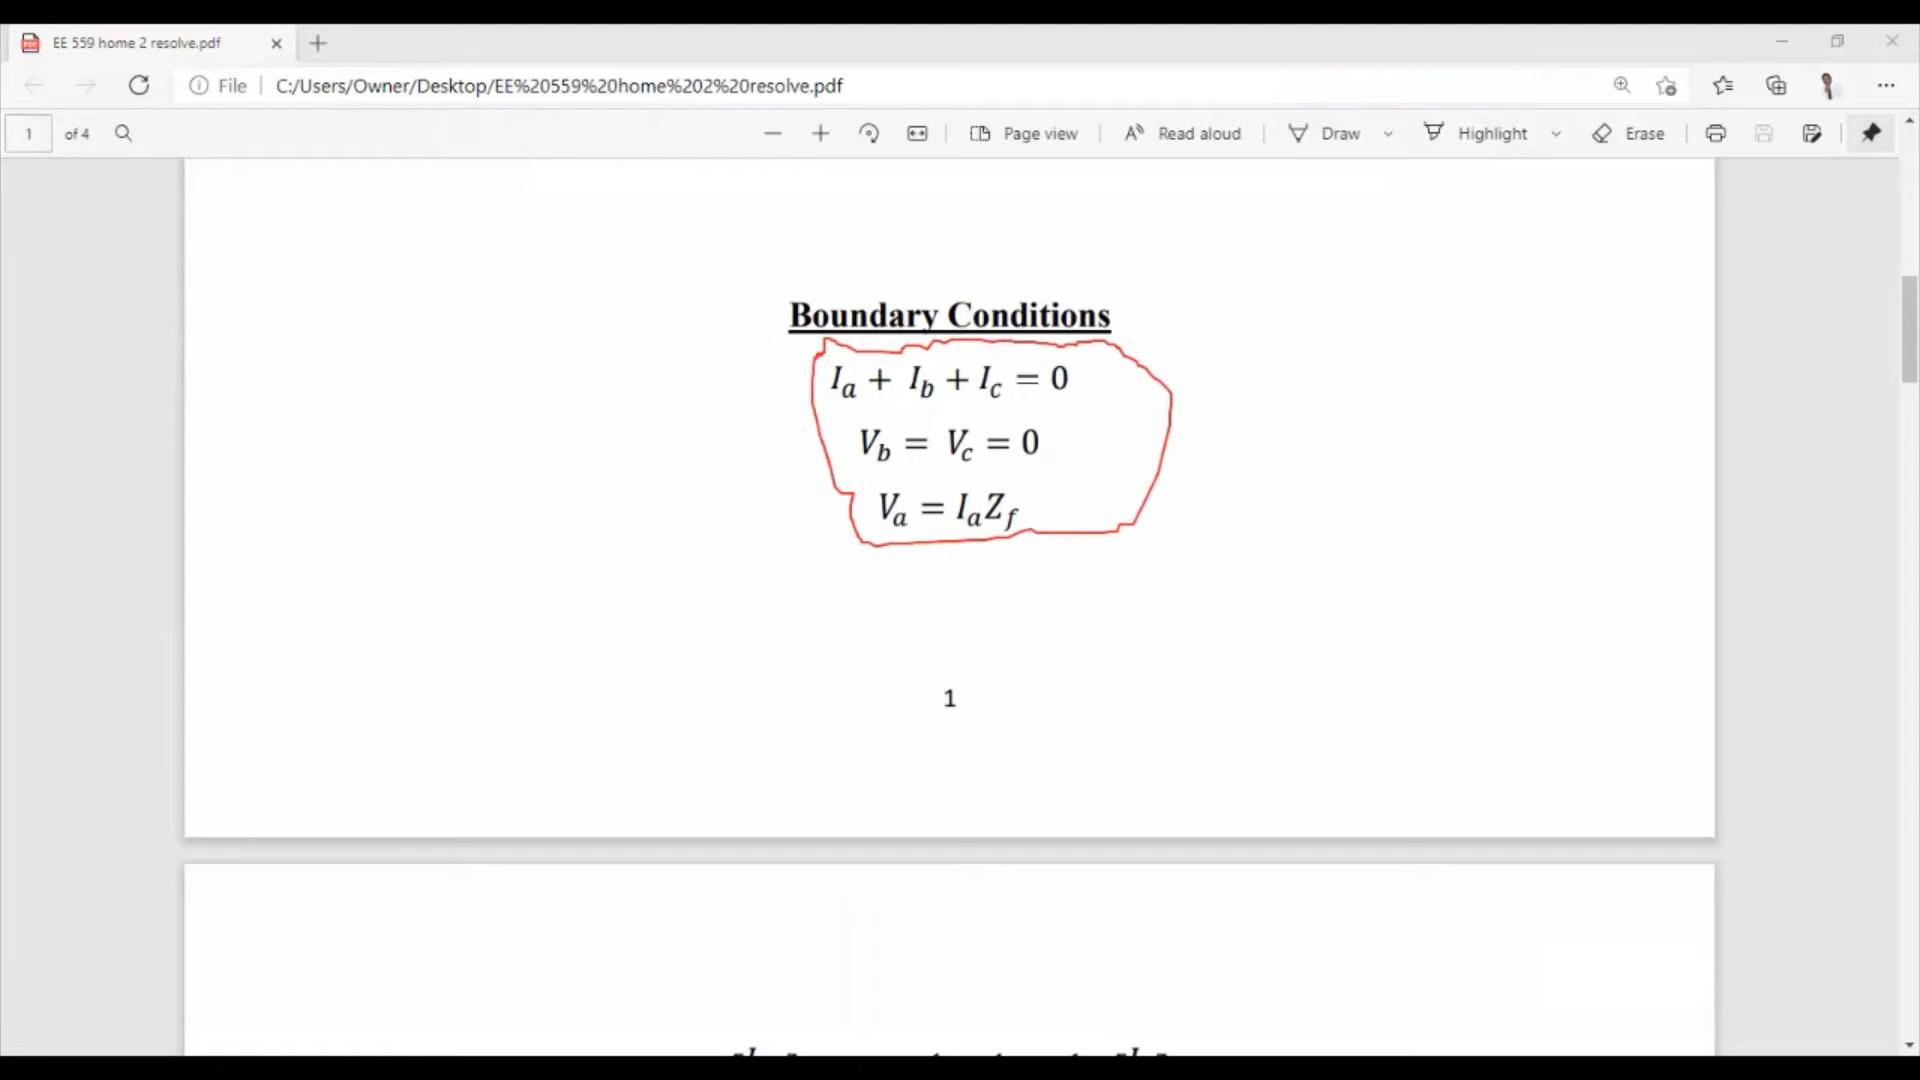 EE 559 home 2 resolve.pdf
File | C:/Users/Owner/Desktop/EE%20559%20home%202%20resolve.pdf
1 of 4 Page view Read aloud Draw Highlight Erase
Boundary Conditions
I_a + I_b + I_c = 0
V_b = V_c = 0
V_a = I_a Z_f
1